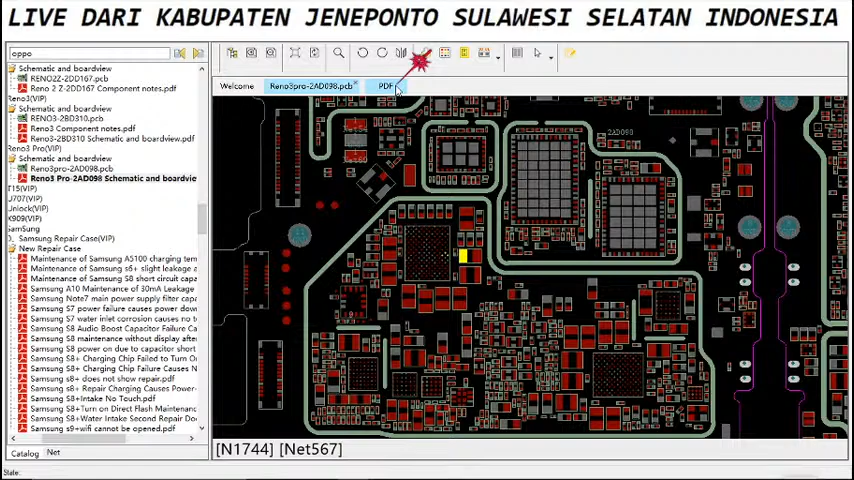 LIVE DARI KABUPATEN JENEPONTO SULAWESI SELATAN INDONESIA
oppo
Schematic and boardview
RENO2Z-2DD167.pcb
Reno 2 Z-2DD167 Component notes.pdf
Reno3(VIP)
Schematic and boardview
RENO3-2BD310.pcb
Reno3 Component notes.pdf
Reno3-2BD310 Schematic and boardview.pdf
Reno3 Pro(VIP)
Schematic and boardview
Reno3pro-2AD098.pcb
Reno3 Pro-2AD098 Schematic and boardvie
T15(VIP)
U707(VIP)
Unlock(VIP)
X909(VIP)
SamSung
D_ Samsung Repair Case(VIP)
New Repair Case
Maintenance of Samsung A5100 charging tem
Maintenance of Samsung s6+ slight leakage a
Maintenance of Samsung S8 short circuit capa
Samsung A10 Maintenance of 30mA Leakage
Samsung Note7 main power supply filter capa
Samsung S7 power failure causes power dow
Samsung S7 water inlet corrosion causes no s
Samsung S8 Audio Boost Capacitor Failure Ca
Samsung S8 maintenance without display afte
Samsung S8 power on due to capacitor short
Samsung S8+ Charging Chip Failed to Turn On
Samsung S8+ Charging Chip Failure Causes N
Samsung S8+ does not show repair.pdf
Samsung S8+ Repair Charging Causes Power-
Samsung S8+Intake No Touch.pdf
Samsung S8+Turn on Direct Flash Maintenanc
Samsung S8+Water Intake Second Repair Doe
Samsung s9+wifi cannot be opened.pdf
Catalog Net
State:
Welcome Reno3pro-2AD098.pcb PDF
2AD098
[N1744] [Net567]